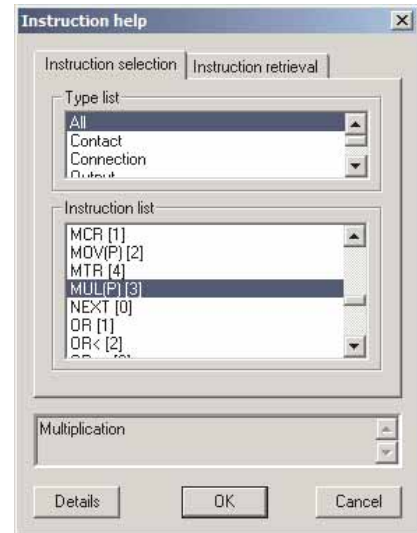 Instruction help
Instruction selection
Instruction retrieval
Type list
All
Contact
Connection
Output
Instruction list
MCR [1]
MOV(P) [2]
MTR [4]
MUL(P) [3]
NEXT [0]
OR [1]
OR< [2]
Multiplication
Details
OK
Cancel